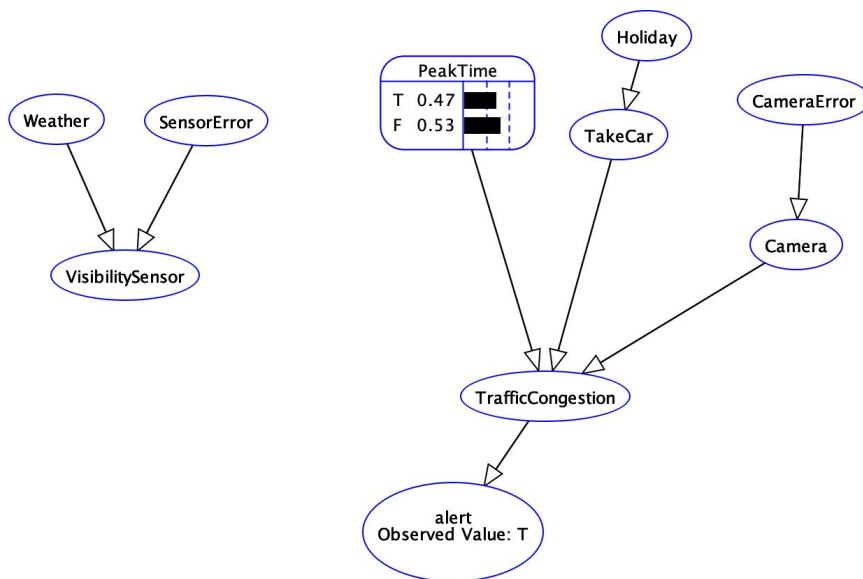 Holiday
PeakTime
T 0.47
F 0.53
Weather
SensorError
TakeCar
CameraError
VisibilitySensor
Camera
TrafficCongestion
alert
Observed Value: T